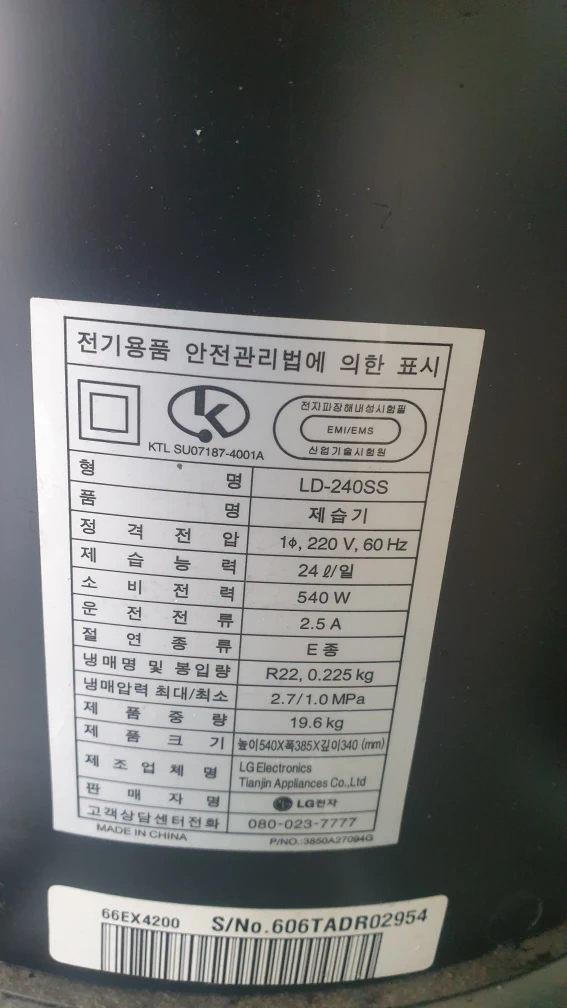 전기용품 안전관리법에 의한 표시
KTL SU07187-4001A
전자파장해내성시험필
EMI/EMS
산업기술시험원
형 명 LD-240SS
품 명 제습기
정 격 전 압 1ϕ, 220 V, 60 Hz
제 습 능 력 24 ℓ/일
소 비 전 력 540 W
운 전 전 류 2.5 A
절 연 종 류 E 종
냉매명 및 봉입량 R22, 0.225 kg
냉매압력 최대/최소 2.7/1.0 MPa
제 품 중 량 19.6 kg
제 품 크 기 높이540X폭385X깊이340 (mm)
제 조 업 체 명 LG Electronics
Tianjin Appliances Co.,Ltd
판 매 자 명 LG전자
고객상담센터전화 080-023-7777
MADE IN CHINA P/NO.:3850A27094G
66EX4200 S/No.606TADR02954